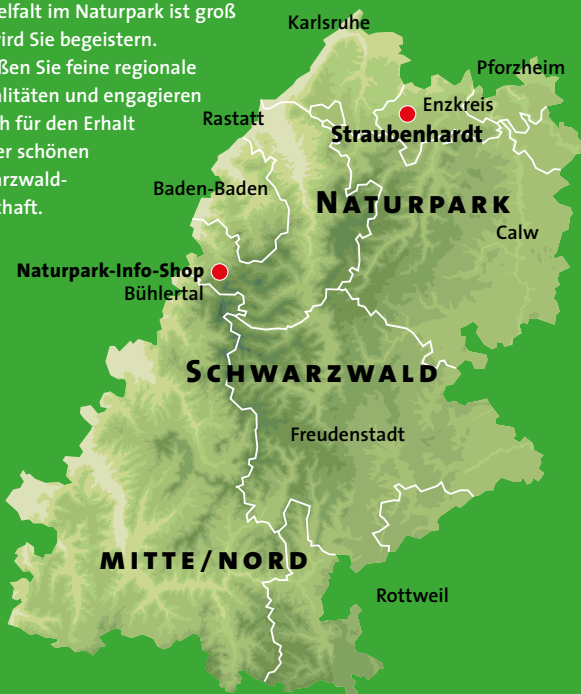 elfalt im Naturpark ist groß
ird Sie begeistern.
ßen Sie feine regionale
alitäten und engagieren
h für den Erhalt
er schönen
arzwald-
chaft.
Karlsruhe
Pforzheim
Enzkreis
Straubenhardt
Rastatt
Baden-Baden
NATURPARK
Calw
Naturpark-Info-Shop
Bühlertal
SCHWARZWALD
Freudenstadt
MITTE/NORD
Rottweil